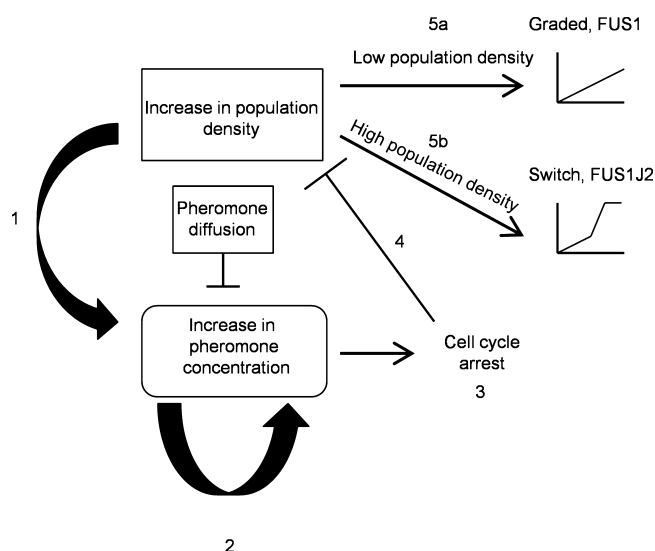 5a
Graded, FUS1
Low population density
Increase in population
density
5b
High population density
Switch, FUS1J2
1
Pheromone
diffusion
4
Increase in
pheromone
concentration
Cell cycle
arrest
3
2